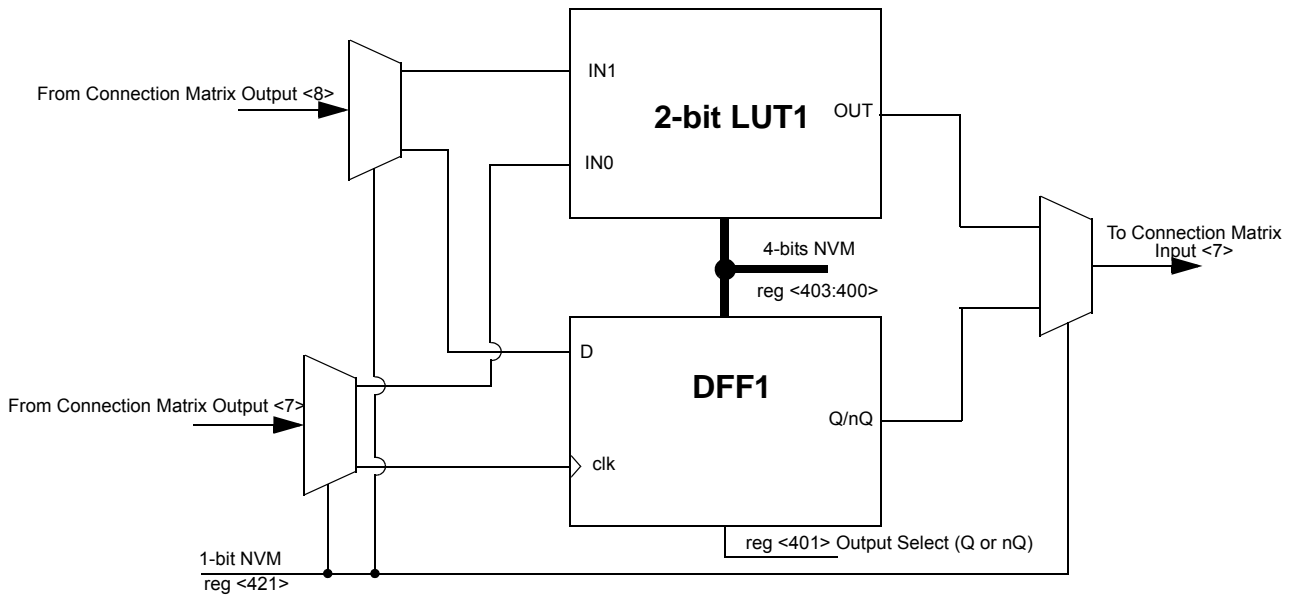 From Connection Matrix Output <8>
IN1
2-bit LUT1
OUT
IN0
To Connection Matrix
Input <7>
4-bits NVM
reg <403:400>
D
DFF1
From Connection Matrix Output <7>
Q/nQ
clk
reg <401> Output Select (Q or nQ)
1-bit NVM
reg <421>